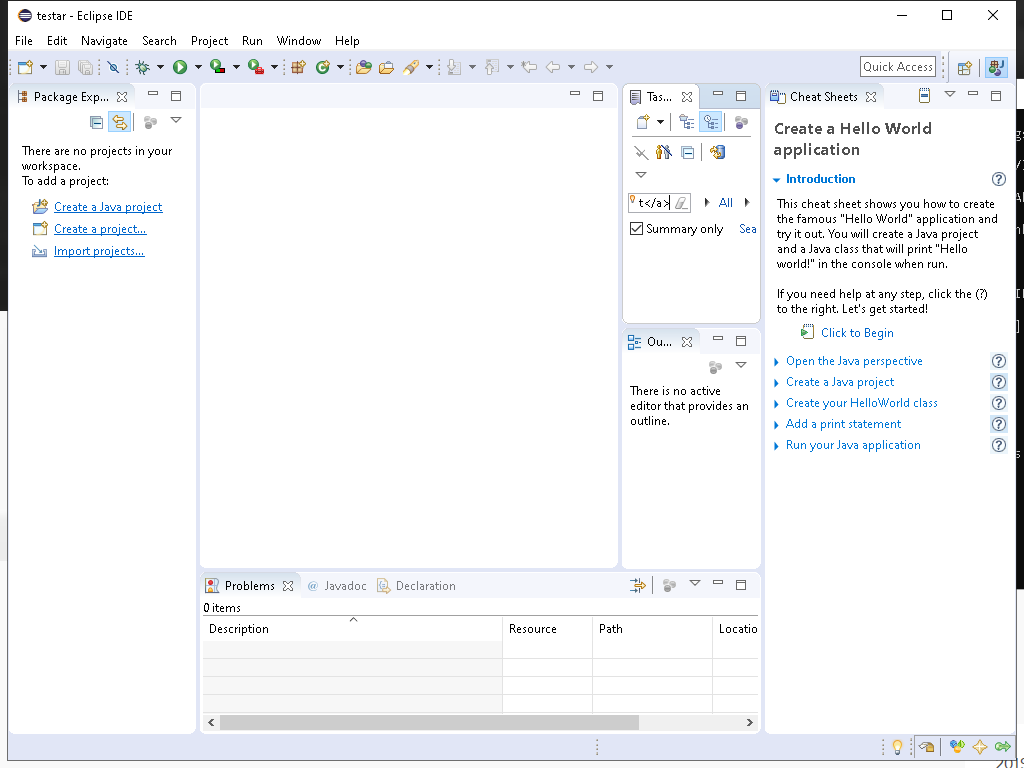 testar - Eclipse IDE
File Edit Navigate Search Project Run Window Help
Quick Access
Package Exp...
There are no projects in your
workspace.
To add a project:
Create a Java project
Create a project...
Import projects...
Tas...
t</a>
All
Summary only
Sea
Ou...
There is no active
editor that provides an
outline.
Cheat Sheets
Create a Hello World
application
Introduction
This cheat sheet shows you how to create
the famous "Hello World" application and
try it out. You will create a Java project
and a Java class that will print "Hello
world!" in the console when run.
If you need help at any step, click the (?)
to the right. Let's get started!
Click to Begin
Open the Java perspective
Create a Java project
Create your HelloWorld class
Add a print statement
Run your Java application
Problems @ Javadoc Declaration
0 items
Description Resource Path Locatio